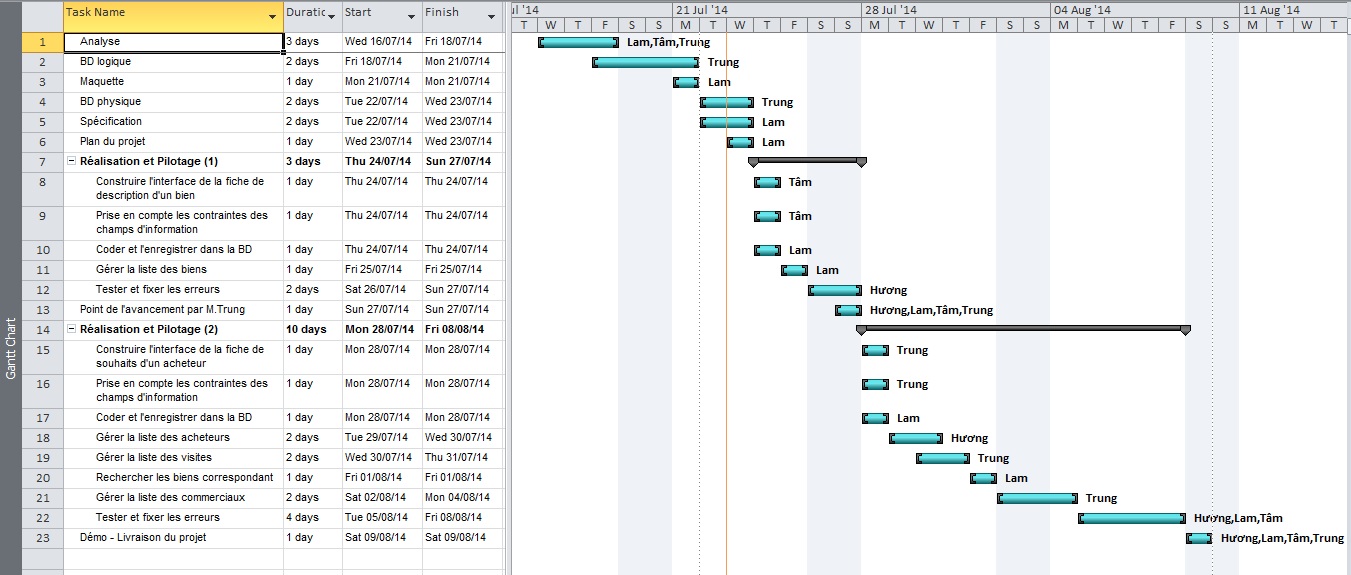 Task Name Duratic Start Finish
ul '14 21 Jul '14 28 Jul '14 04 Aug '14 11 Aug '14
T W T F S S M T W T F S S M T W T F S S M T W T F S S M T W T
1 Analyse 3 days Wed 16/07/14 Fri 18/07/14 Lam,Tâm,Trung
2 BD logique 2 days Fri 18/07/14 Mon 21/07/14 Trung
3 Maquette 1 day Mon 21/07/14 Mon 21/07/14 Lam
4 BD physique 2 days Tue 22/07/14 Wed 23/07/14 Trung
5 Spécification 2 days Tue 22/07/14 Wed 23/07/14 Lam
6 Plan du projet 1 day Wed 23/07/14 Wed 23/07/14 Lam
7 Réalisation et Pilotage (1) 3 days Thu 24/07/14 Sun 27/07/14
8 Construire l'interface de la fiche de 1 day Thu 24/07/14 Thu 24/07/14 Tâm
description d'un bien
9 Prise en compte les contraintes des 1 day Thu 24/07/14 Thu 24/07/14 Tâm
champs d'information
10 Coder et l'enregistrer dans la BD 1 day Thu 24/07/14 Thu 24/07/14 Lam
11 Gérer la liste des biens 1 day Fri 25/07/14 Fri 25/07/14 Lam
12 Tester et fixer les erreurs 2 days Sat 26/07/14 Sun 27/07/14 Hương
13 Point de l'avancement par M.Trung 1 day Sun 27/07/14 Sun 27/07/14 Hương,Lam,Tâm,Trung
14 Réalisation et Pilotage (2) 10 days Mon 28/07/14 Fri 08/08/14
15 Construire l'interface de la fiche de 1 day Mon 28/07/14 Mon 28/07/14 Trung
souhaits d'un acheteur
16 Prise en compte les contraintes des 1 day Mon 28/07/14 Mon 28/07/14 Trung
champs d'information
17 Coder et l'enregistrer dans la BD 1 day Mon 28/07/14 Mon 28/07/14 Lam
18 Gérer la liste des acheteurs 2 days Tue 29/07/14 Wed 30/07/14 Hương
19 Gérer la liste des visites 2 days Wed 30/07/14 Thu 31/07/14 Trung
20 Rechercher les biens correspondant 1 day Fri 01/08/14 Fri 01/08/14 Lam
21 Gérer la liste des commerciaux 2 days Sat 02/08/14 Mon 04/08/14 Trung
22 Tester et fixer les erreurs 4 days Tue 05/08/14 Fri 08/08/14 Hương,Lam,Tâm
23 Démo - Livraison du projet 1 day Sat 09/08/14 Sat 09/08/14 Hương,Lam,Tâm,Trung
Gantt Chart